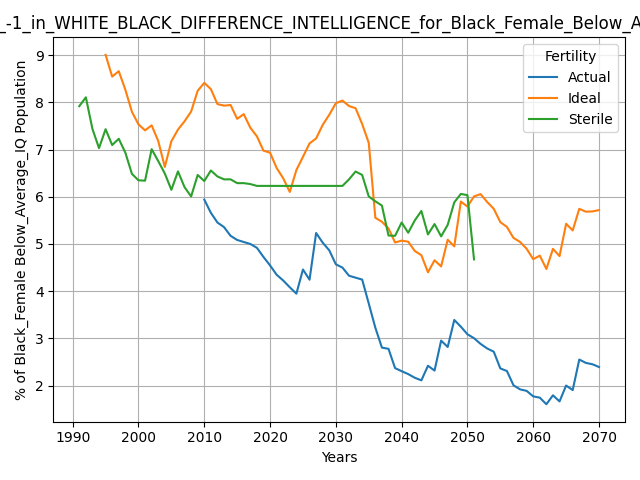 _-1_in_WHITE_BLACK_DIFFERENCE_INTELLIGENCE_for_Black_Female_Below_A
Fertility
Actual
Ideal
Sterile
% of Black_Female Below_Average_IQ Population
9
8
7
6
5
4
3
2
1990 2000 2010 2020 2030 2040 2050 2060 2070
Years